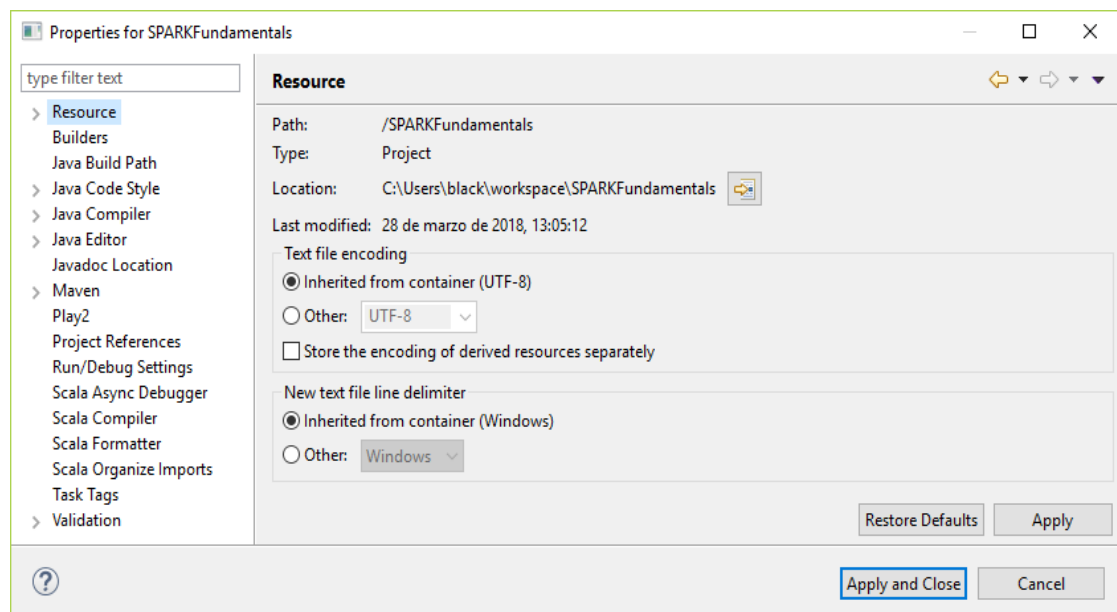 Properties for SPARKFundamentals
type filter text
Resource
Builders
Java Build Path
Java Code Style
Java Compiler
Java Editor
Javadoc Location
Maven
Play2
Project References
Run/Debug Settings
Scala Async Debugger
Scala Compiler
Scala Formatter
Scala Organize Imports
Task Tags
Validation
Resource
Path: /SPARKFundamentals
Type: Project
Location: C:\Users\black\workspace\SPARKFundamentals
Last modified: 28 de marzo de 2018, 13:05:12
Text file encoding
Inherited from container (UTF-8)
Other: UTF-8
Store the encoding of derived resources separately
New text file line delimiter
Inherited from container (Windows)
Other: Windows
Restore Defaults Apply
? Apply and Close Cancel